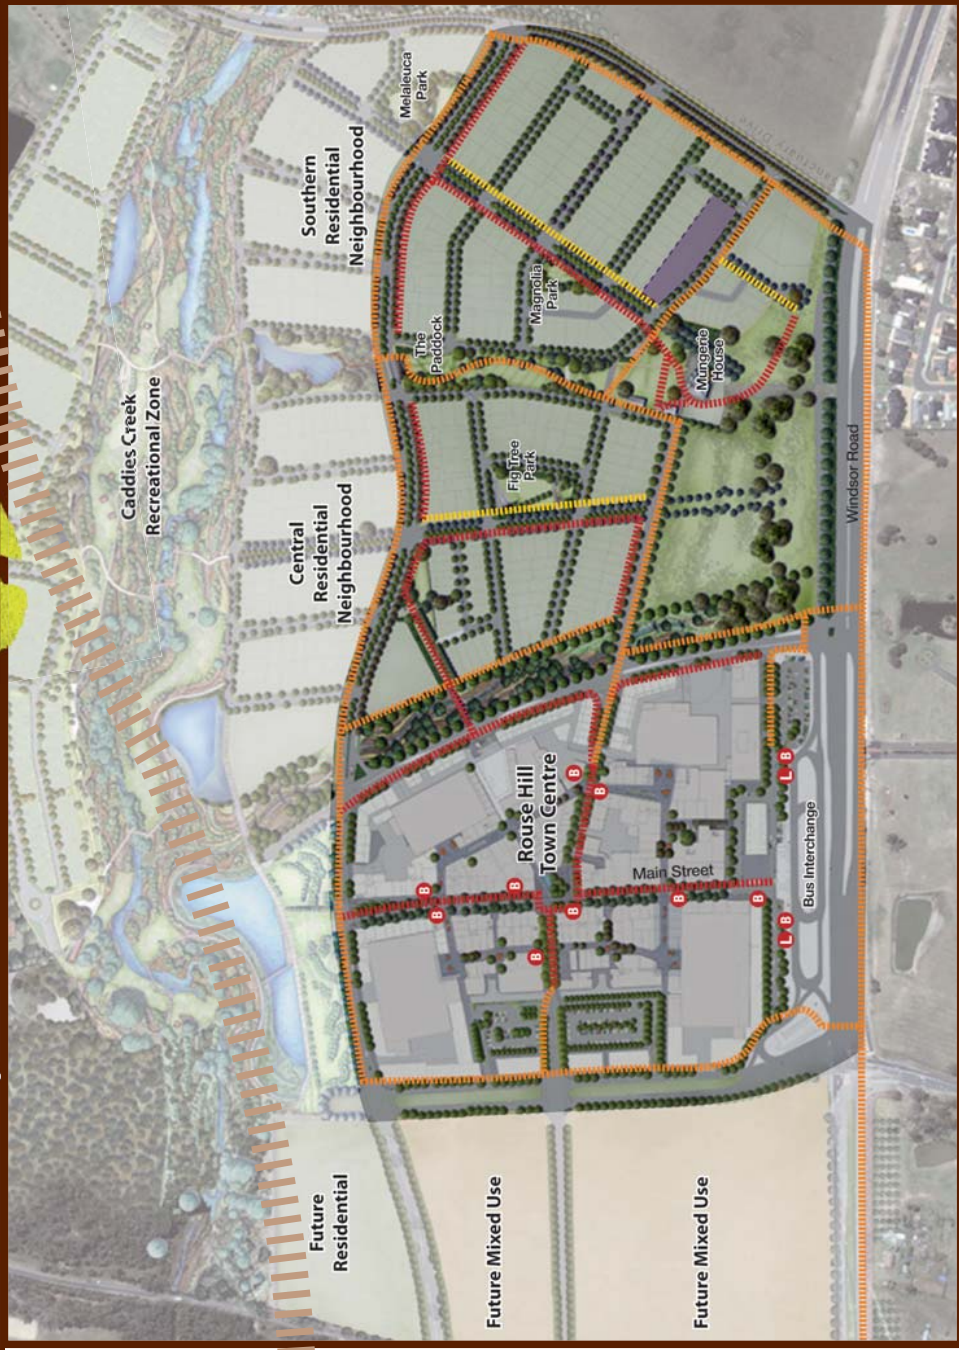 Melaleuca
Park
Southern
Residential
Neighbourhood
Sanctuary Drive
Magnolia
Park
The
Paddock
Mungerie
House
Caddies Creek
Recreational Zone
Central
Residential
Neighbourhood
Fig Tree
Park
Windsor Road
Rouse Hill
Town Centre
Main Street
Bus Interchange
B
B
L B
B
B
B
B
B
B
B
L B
Future
Residential
Future Mixed Use
Future Mixed Use